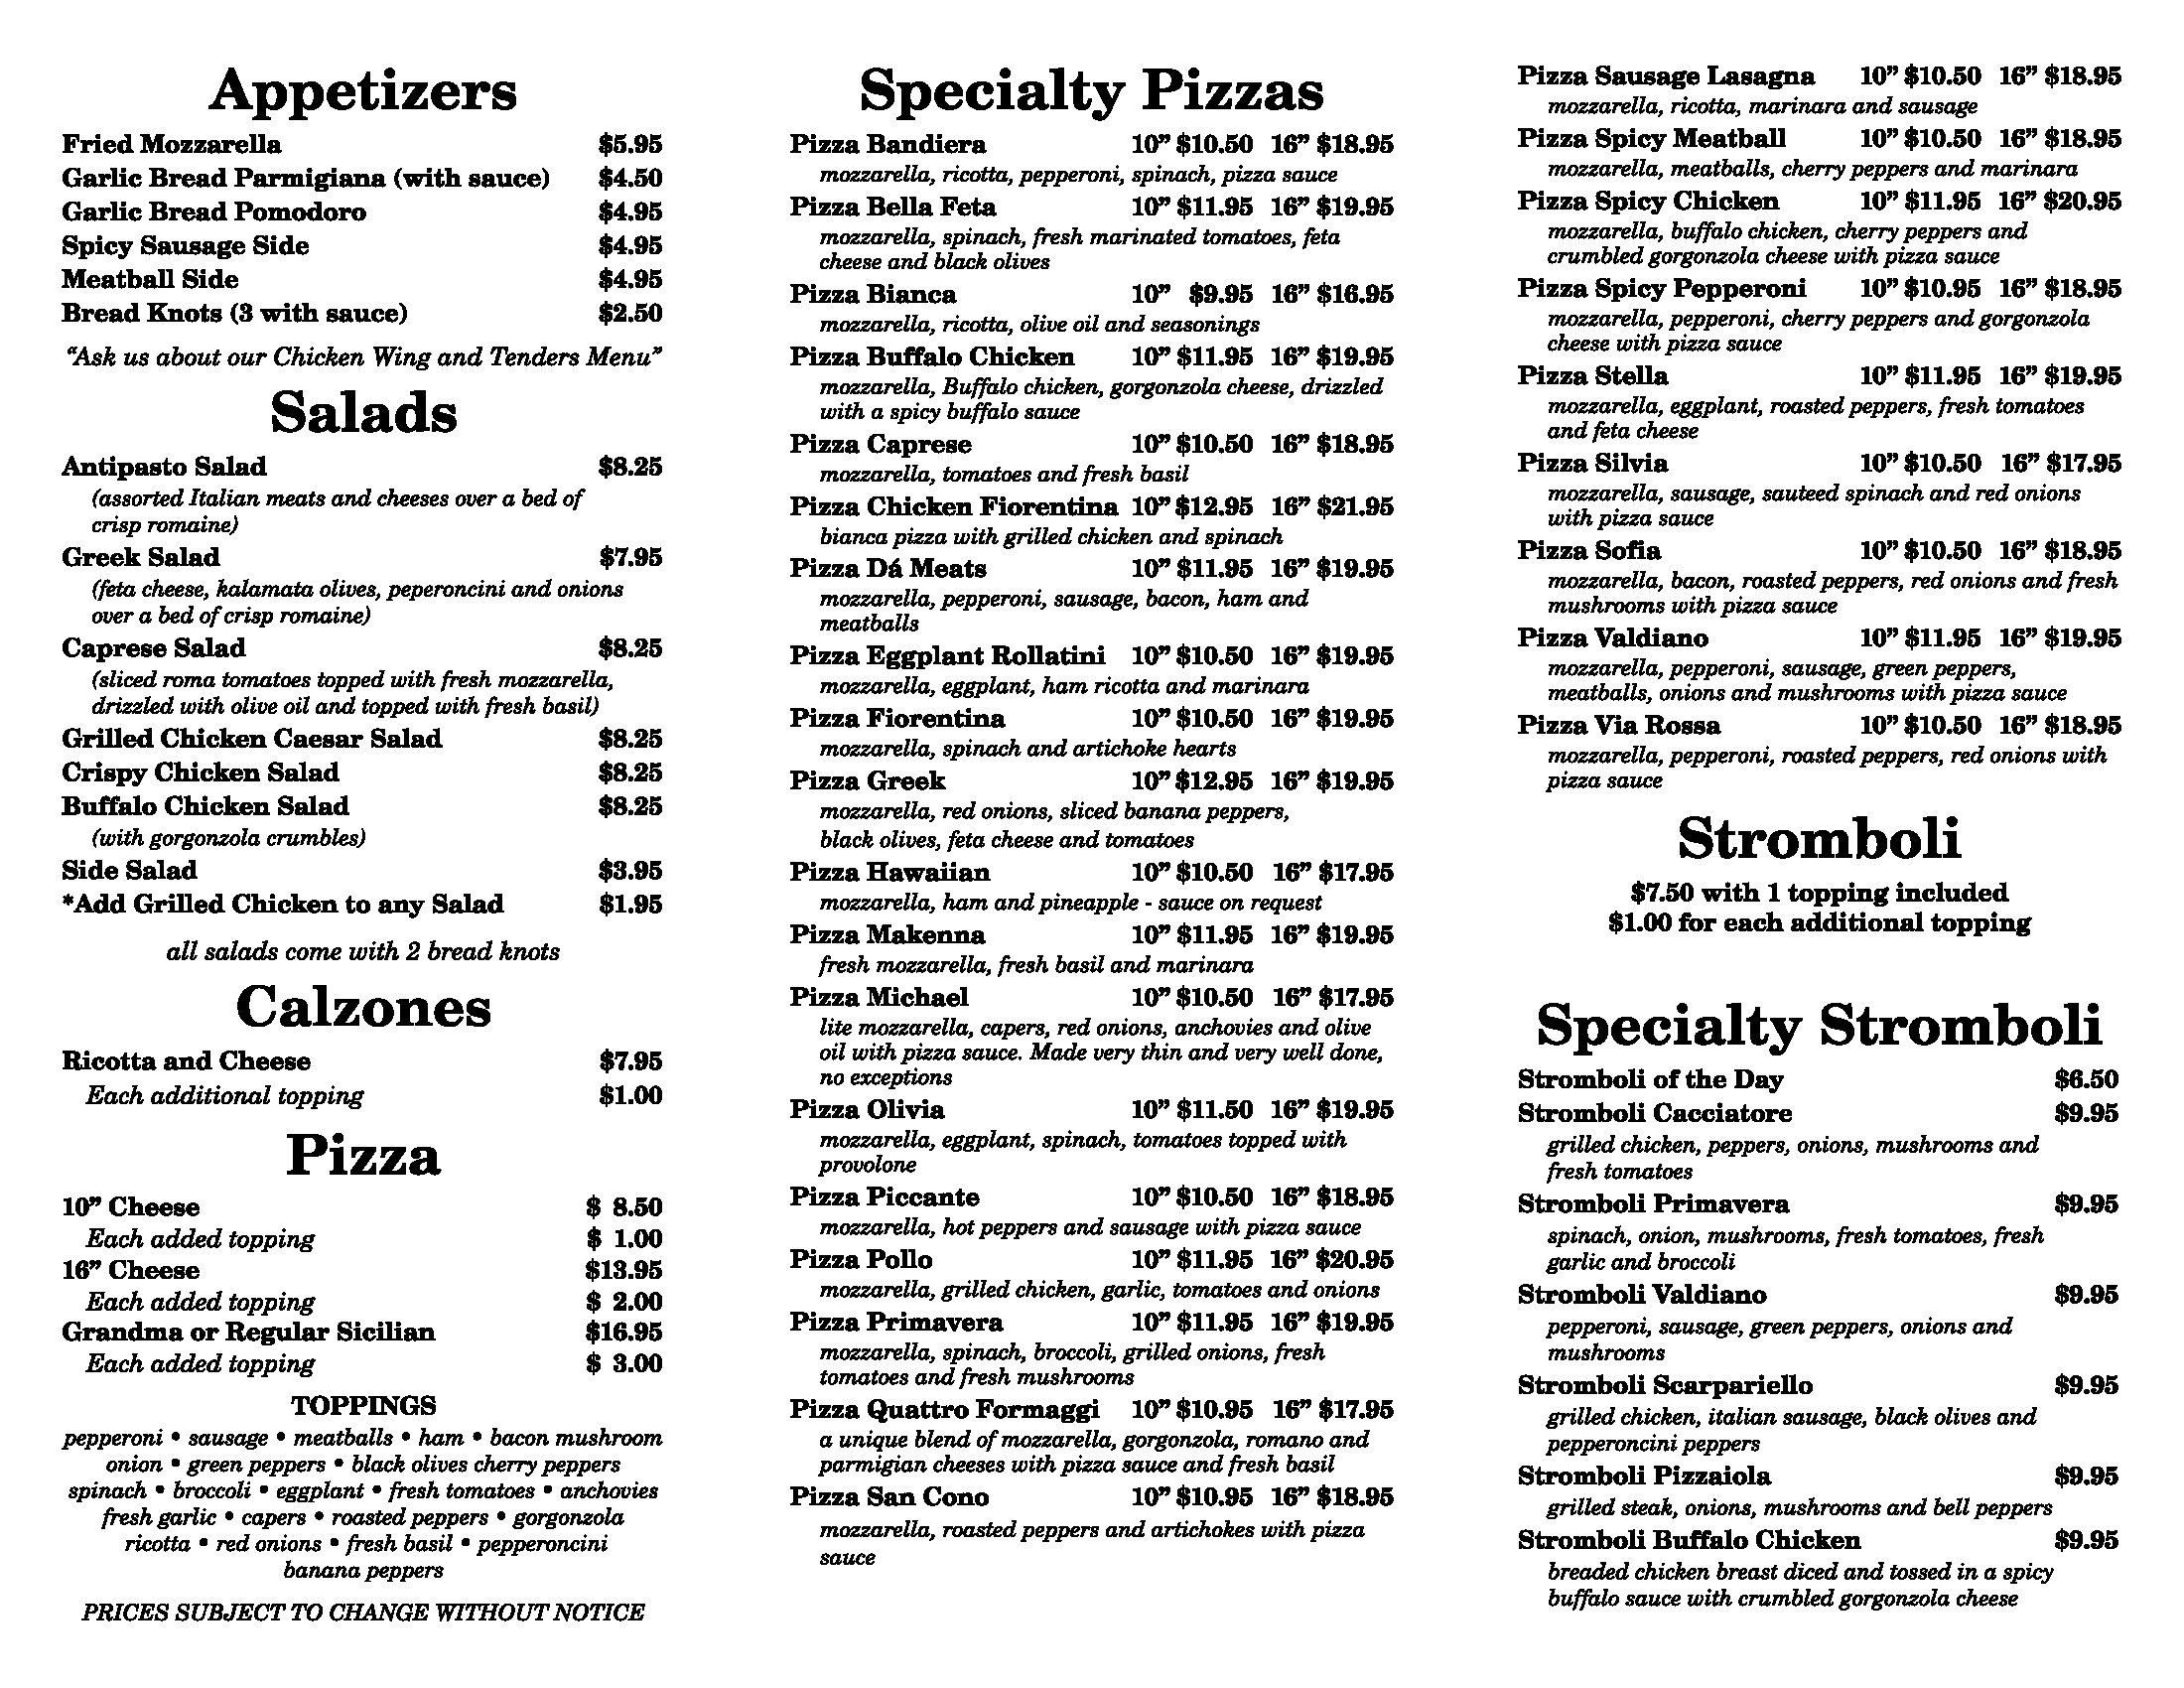 Appetizers
Fried Mozzarella $5.95
Garlic Bread Parmigiana (with sauce) $4.50
Garlic Bread Pomodoro $4.95
Spicy Sausage Side $4.95
Meatball Side $4.95
Bread Knots (3 with sauce) $2.50
“Ask us about our Chicken Wing and Tenders Menu”
Salads
Antipasto Salad $8.25
(assorted Italian meats and cheeses over a bed of
crisp romaine)
Greek Salad $7.95
(feta cheese, kalamata olives, peperoncini and onions
over a bed of crisp romaine)
Caprese Salad $8.25
(sliced roma tomatoes topped with fresh mozzarella,
drizzled with olive oil and topped with fresh basil)
Grilled Chicken Caesar Salad $8.25
Crispy Chicken Salad $8.25
Buffalo Chicken Salad $8.25
(with gorgonzola crumbles)
Side Salad $3.95
*Add Grilled Chicken to any Salad $1.95
all salads come with 2 bread knots
Calzones
Ricotta and Cheese $7.95
Each additional topping $1.00
Pizza
10” Cheese $ 8.50
Each added topping $ 1.00
16” Cheese $13.95
Each added topping $ 2.00
Grandma or Regular Sicilian $16.95
Each added topping $ 3.00
TOPPINGS
pepperoni • sausage • meatballs • ham • bacon mushroom
onion • green peppers • black olives cherry peppers
spinach • broccoli • eggplant • fresh tomatoes • anchovies
fresh garlic • capers • roasted peppers • gorgonzola
ricotta • red onions • fresh basil • pepperoncini
banana peppers
PRICES SUBJECT TO CHANGE WITHOUT NOTICE
Specialty Pizzas
Pizza Bandiera 10” $10.50 16” $18.95
mozzarella, ricotta, pepperoni, spinach, pizza sauce
Pizza Bella Feta 10” $11.95 16” $19.95
mozzarella, spinach, fresh marinated tomatoes, feta
cheese and black olives
Pizza Bianca 10” $9.95 16” $16.95
mozzarella, ricotta, olive oil and seasonings
Pizza Buffalo Chicken 10” $11.95 16” $19.95
mozzarella, Buffalo chicken, gorgonzola cheese, drizzled
with a spicy buffalo sauce
Pizza Caprese 10” $10.50 16” $18.95
mozzarella, tomatoes and fresh basil
Pizza Chicken Fiorentina 10” $12.95 16” $21.95
bianca pizza with grilled chicken and spinach
Pizza Dá Meats 10” $11.95 16” $19.95
mozzarella, pepperoni, sausage, bacon, ham and
meatballs
Pizza Eggplant Rollatini 10” $10.50 16” $19.95
mozzarella, eggplant, ham ricotta and marinara
Pizza Fiorentina 10” $10.50 16” $19.95
mozzarella, spinach and artichoke hearts
Pizza Greek 10” $12.95 16” $19.95
mozzarella, red onions, sliced banana peppers,
black olives, feta cheese and tomatoes
Pizza Hawaiian 10” $10.50 16” $17.95
mozzarella, ham and pineapple - sauce on request
Pizza Makenna 10” $11.95 16” $19.95
fresh mozzarella, fresh basil and marinara
Pizza Michael 10” $10.50 16” $17.95
lite mozzarella, capers, red onions, anchovies and olive
oil with pizza sauce. Made very thin and very well done,
no exceptions
Pizza Olivia 10” $11.50 16” $19.95
mozzarella, eggplant, spinach, tomatoes topped with
provolone
Pizza Piccante 10” $10.50 16” $18.95
mozzarella, hot peppers and sausage with pizza sauce
Pizza Pollo 10” $11.95 16” $20.95
mozzarella, grilled chicken, garlic, tomatoes and onions
Pizza Primavera 10” $11.95 16” $19.95
mozzarella, spinach, broccoli, grilled onions, fresh
tomatoes and fresh mushrooms
Pizza Quattro Formaggi 10” $10.95 16” $17.95
a unique blend of mozzarella, gorgonzola, romano and
parmigian cheeses with pizza sauce and fresh basil
Pizza San Cono 10” $10.95 16” $18.95
mozzarella, roasted peppers and artichokes with pizza
sauce
Pizza Sausage Lasagna 10” $10.50 16” $18.95
mozzarella, ricotta, marinara and sausage
Pizza Spicy Meatball 10” $10.50 16” $18.95
mozzarella, meatballs, cherry peppers and marinara
Pizza Spicy Chicken 10” $11.95 16” $20.95
mozzarella, buffalo chicken, cherry peppers and
crumbled gorgonzola cheese with pizza sauce
Pizza Spicy Pepperoni 10” $10.95 16” $18.95
mozzarella, pepperoni, cherry peppers and gorgonzola
cheese with pizza sauce
Pizza Stella 10” $11.95 16” $19.95
mozzarella, eggplant, roasted peppers, fresh tomatoes
and feta cheese
Pizza Silvia 10” $10.50 16” $17.95
mozzarella, sausage, sauteed spinach and red onions
with pizza sauce
Pizza Sofia 10” $10.50 16” $18.95
mozzarella, bacon, roasted peppers, red onions and fresh
mushrooms with pizza sauce
Pizza Valdiano 10” $11.95 16” $19.95
mozzarella, pepperoni, sausage, green peppers,
meatballs, onions and mushrooms with pizza sauce
Pizza Via Rossa 10” $10.50 16” $18.95
mozzarella, pepperoni, roasted peppers, red onions with
pizza sauce
Stromboli
$7.50 with 1 topping included
$1.00 for each additional topping
Specialty Stromboli
Stromboli of the Day $6.50
Stromboli Cacciatore $9.95
grilled chicken, peppers, onions, mushrooms and
fresh tomatoes
Stromboli Primavera $9.95
spinach, onion, mushrooms, fresh tomatoes, fresh
garlic and broccoli
Stromboli Valdiano $9.95
pepperoni, sausage, green peppers, onions and
mushrooms
Stromboli Scarpariello $9.95
grilled chicken, italian sausage, black olives and
pepperoncini peppers
Stromboli Pizzaiola $9.95
grilled steak, onions, mushrooms and bell peppers
Stromboli Buffalo Chicken $9.95
breaded chicken breast diced and tossed in a spicy
buffalo sauce with crumbled gorgonzola cheese